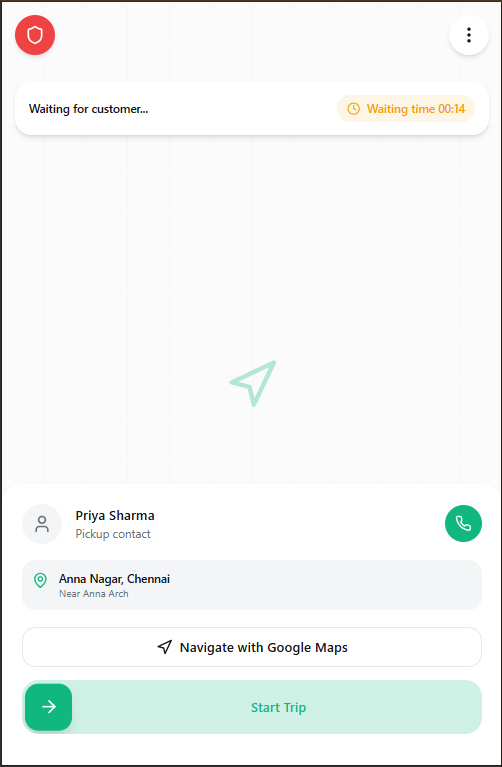 Waiting for customer...
Waiting time 00:14
Priya Sharma
Pickup contact
Anna Nagar, Chennai
Near Anna Arch
Navigate with Google Maps
Start Trip